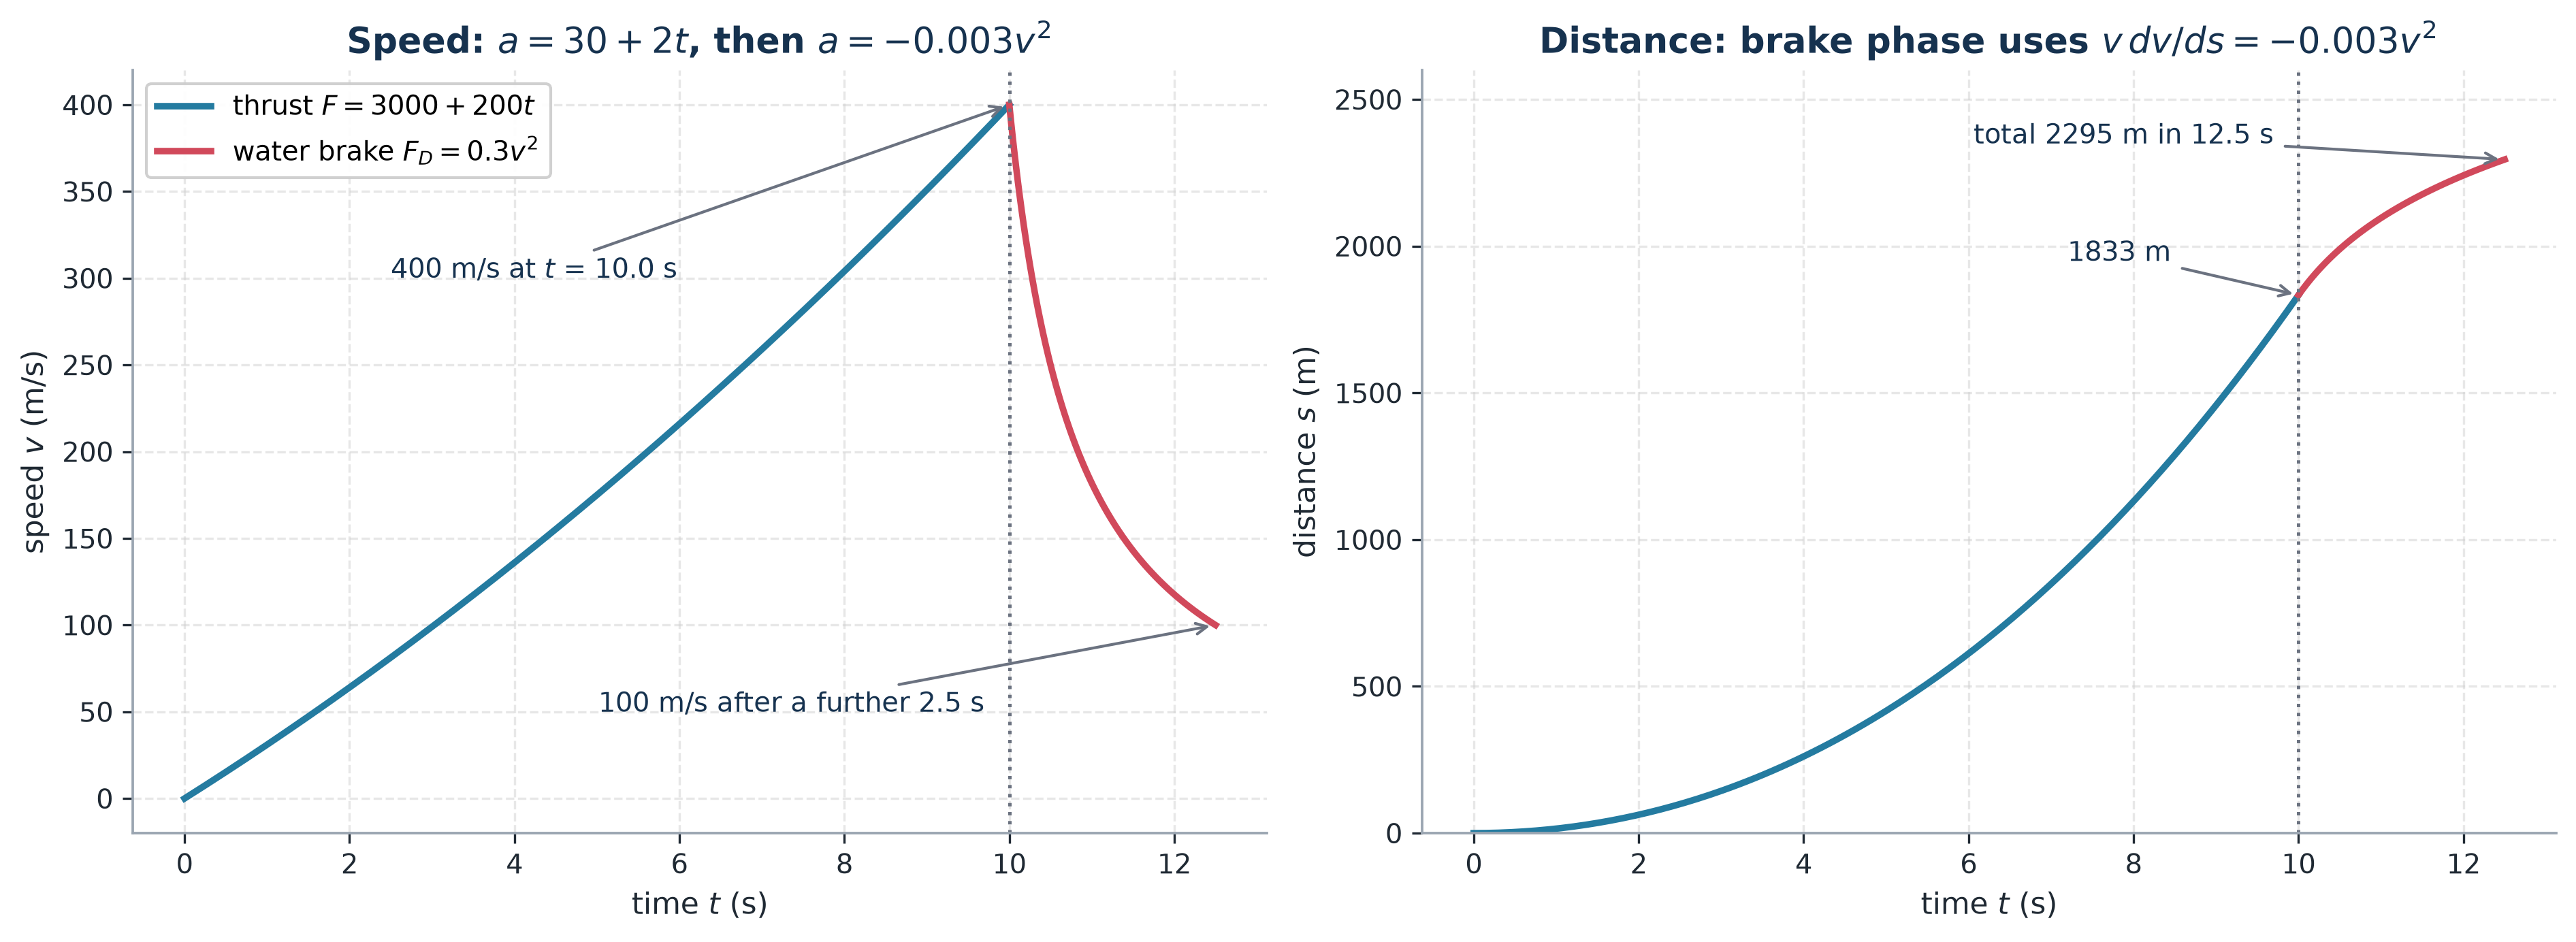 Speed: a = 30 + 2t, then a = −0.003v²
400
350
300
250
200
150
100
50
0
speed v (m/s)
thrust F = 3000 + 200t
water brake F_D = 0.3v²
400 m/s at t = 10.0 s
100 m/s after a further 2.5 s
0 2 4 6 8 10 12
time t (s)
Distance: brake phase uses v dv/ds = −0.003v²
2500
2000
1500
1000
500
0
distance s (m)
total 2295 m in 12.5 s
1833 m
0 2 4 6 8 10 12
time t (s)